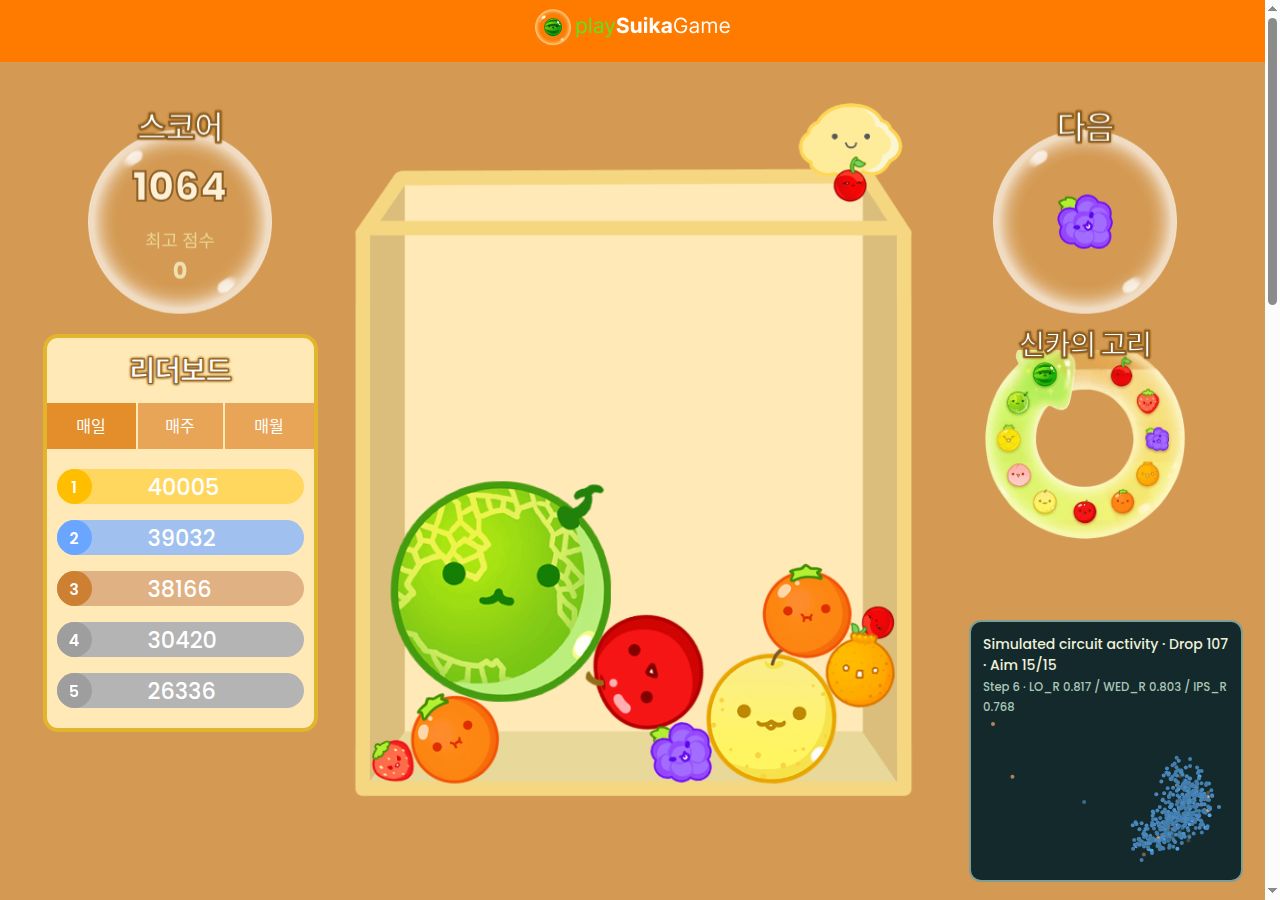 playSuikaGame
스코어
1064
최고 점수
0
다음
신카의 고리
리더보드
매일 매주 매월
1 40005
2 39032
3 38166
4 30420
5 26336
Simulated circuit activity · Drop 107
· Aim 15/15
Step 6 · LO_R 0.817 / WED_R 0.803 / IPS_R
0.768